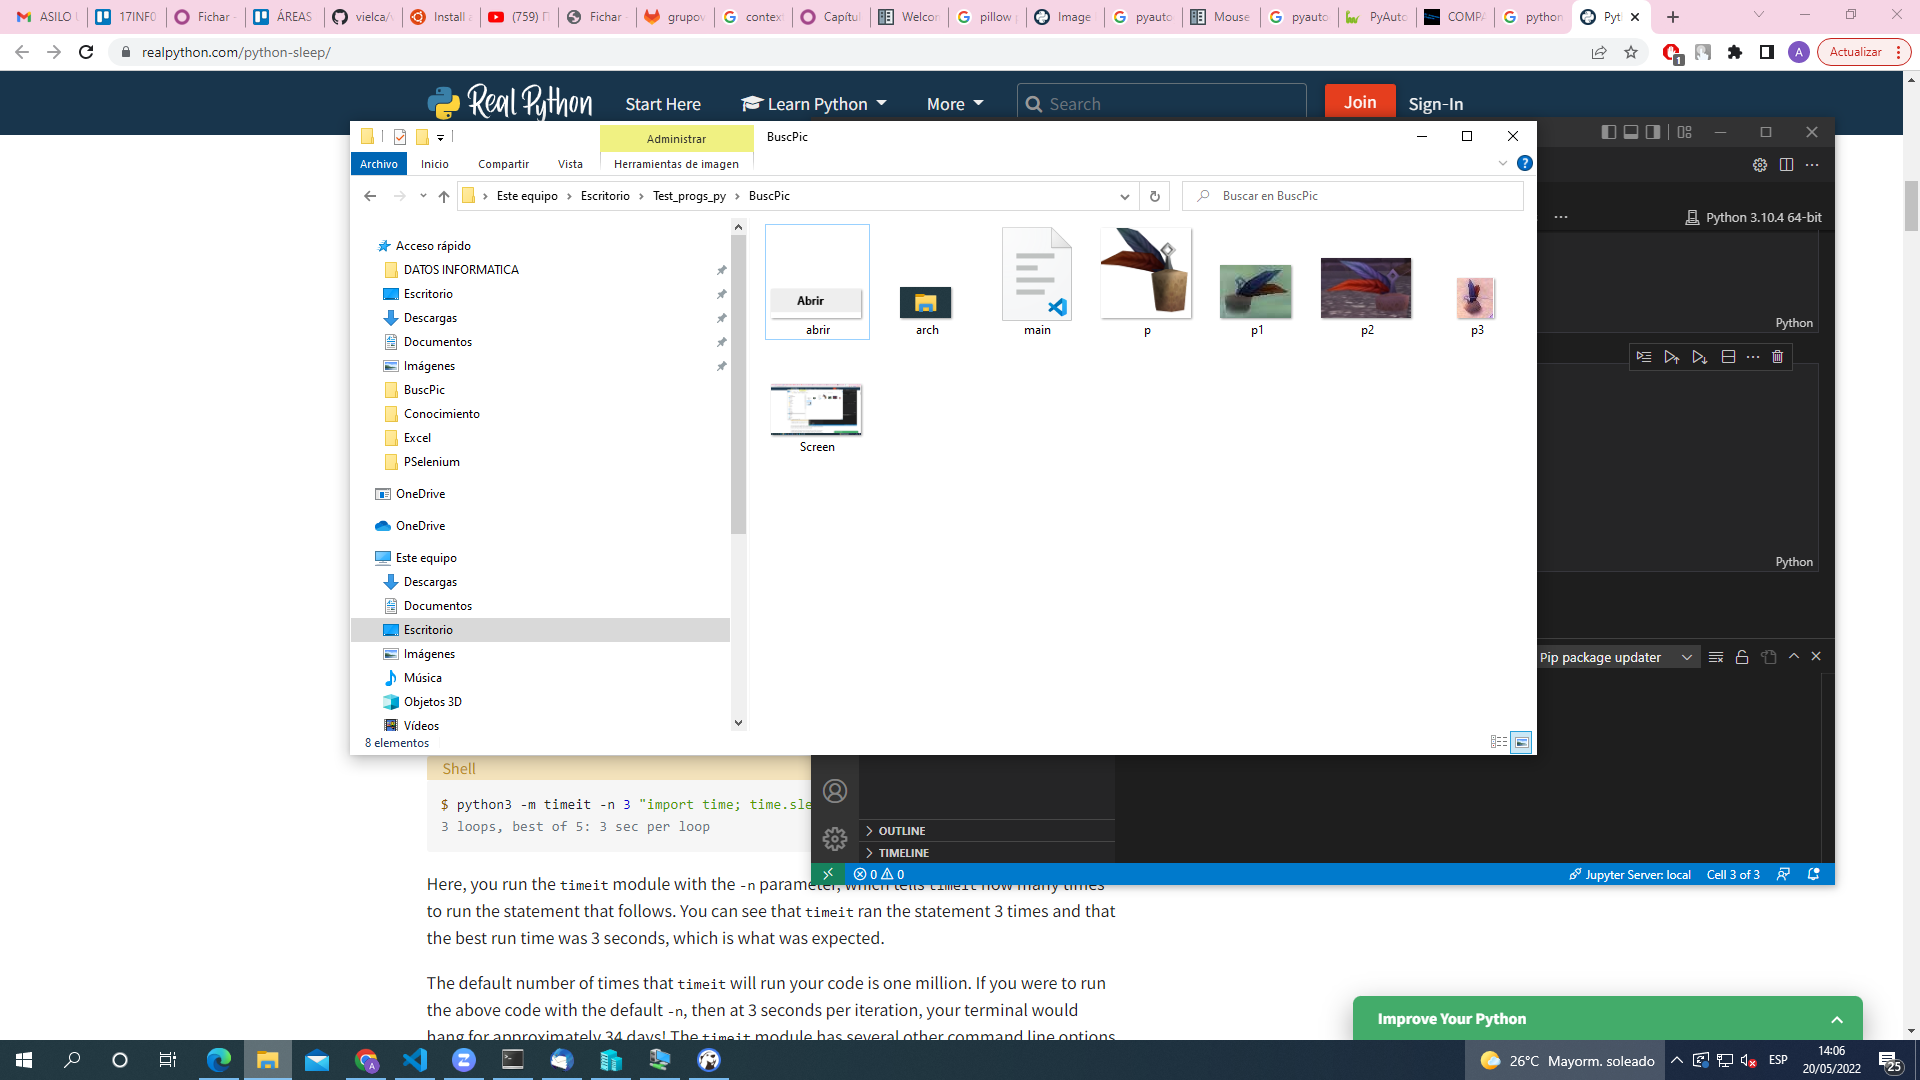 ASILO
17INF0
Fichar
ÁREAS
vielca/
Install a
(759)
Fichar
grupov
contex
Capítu
Welcon
pillow
Image
pyauto
Mouse
pyauto
PyAuto
COMPA
python
Pyt
realpython.com/python-sleep/
1
A
Actualizar
Real Python
Start Here
Learn Python
More
Search
Join
Sign-In
Administrar
BuscPic
Archivo
Inicio
Compartir
Vista
Herramientas de imagen
?
Este equipo
Escritorio
Test_progs_py
BuscPic
Buscar en BuscPic
Python 3.10.4 64-bit
Acceso rápido
DATOS INFORMATICA
Escritorio
Descargas
Documentos
Imágenes
BuscPic
Conocimiento
Excel
PSelenium
OneDrive
OneDrive
Este equipo
Descargas
Documentos
Escritorio
Imágenes
Música
Objetos 3D
Vídeos
8 elementos
Abrir
abrir
arch
main
p
p1
p2
p3
Screen
Python
Python
Pip package updater
Shell
$ python3 -m timeit -n 3 "import time; time.sle
3 loops, best of 5: 3 sec per loop
OUTLINE
TIMELINE
0 0
Jupyter Server: local
Cell 3 of 3
Here, you run the timeit module with the -n parameter, which tells timeit how many times
to run the statement that follows. You can see that timeit ran the statement 3 times and that
the best run time was 3 seconds, which is what was expected.
The default number of times that timeit will run your code is one million. If you were to run
the above code with the default -n, then at 3 seconds per iteration, your terminal would
hang for approximately 34 days! The timeit module has several other command line options
Improve Your Python
A
26°C Mayorm. soleado
ESP
14:06
20/05/2022
25